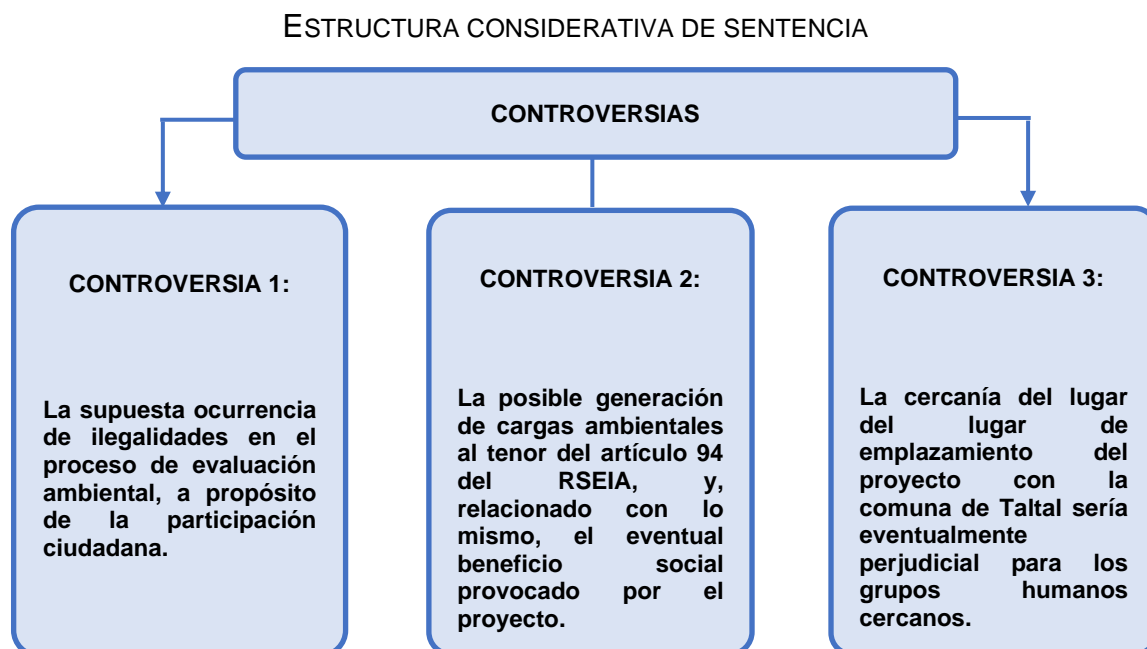 ESTRUCTURA CONSIDERATIVA DE SENTENCIA
CONTROVERSIAS
CONTROVERSIA 1:
La supuesta ocurrencia
de ilegalidades en el
proceso de evaluación
ambiental, a propósito
de la participación
ciudadana.
CONTROVERSIA 2:
La posible generación
de cargas ambientales
al tenor del artículo 94
del RSEIA, y,
relacionado con lo
mismo, el eventual
beneficio social
provocado por el
proyecto.
CONTROVERSIA 3:
La cercanía del lugar
del lugar de
emplazamiento del
proyecto con la
comuna de Taltal sería
eventualmente
perjudicial para los
grupos humanos
cercanos.